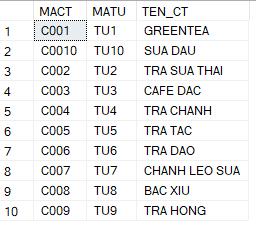 MACT MATU TEN_CT
1 C001 TU1 GREENTEA
2 C0010 TU10 SUA DAU
3 C002 TU2 TRA SUA THAI
4 C003 TU3 CAFE DAC
5 C004 TU4 TRA CHANH
6 C005 TU5 TRA TAC
7 C006 TU6 TRA DAO
8 C007 TU7 CHANH LEO SUA
9 C008 TU8 BAC XIU
10 C009 TU9 TRA HONG